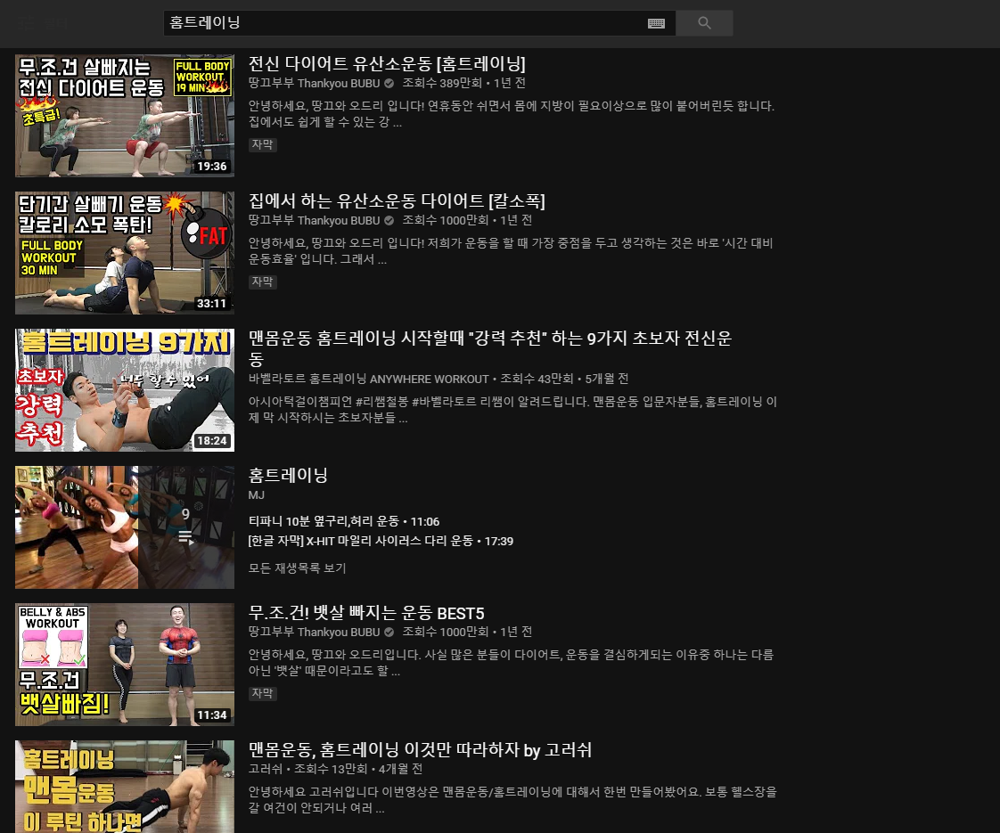 홈트레이닝
무.조.건 살빠지는
전신 다이어트 운동
초특급!
FULL BODY
WORKOUT
19 MIN
19:36
전신 다이어트 유산소운동 [홈트레이닝]
땅끄부부 Thankyou BUBU 조회수 389만회 • 1년 전
안녕하세요, 땅끄와 오드리 입니다! 연휴동안 쉬면서 몸에 지방이 필요이상으로 많이 붙어버린듯 합니다.
집에서도 쉽게 할 수 있는 강 ...
자막
단기간 살빼기 운동
칼로리 소모 폭탄!
FAT
FULL BODY
WORKOUT
30 MIN
33:11
집에서 하는 유산소운동 다이어트 [칼소폭]
땅끄부부 Thankyou BUBU 조회수 1000만회 • 1년 전
안녕하세요, 땅끄와 오드리 입니다! 저희가 운동을 할 때 가장 중점을 두고 생각하는 것은 바로 '시간 대비
운동효율' 입니다. 그래서 ...
자막
홈트레이닝 9가지
초보자
강력
추천
너두 할 수 있어
18:24
맨몸운동 홈트레이닝 시작할때 "강력 추천" 하는 9가지 초보자 전신운
동
바벨라토르 홈트레이닝 ANYWHERE WORKOUT • 조회수 43만회 • 5개월 전
아시아턱걸이챔피언 #리쌤철봉 #바벨라토르 리쌤이 알려드립니다. 맨몸운동 입문자분들, 홈트레이닝 이
제 막 시작하시는 초보자분들 ...
9
홈트레이닝
MJ
티파니 10분 옆구리,허리 운동 • 11:06
[한글 자막] X-HIT 마일리 사이러스 다리 운동 • 17:39
모든 재생목록 보기
BELLY & ABS
WORKOUT
무.조.건
뱃살빠짐!
11:34
무.조.건! 뱃살 빠지는 운동 BEST5
땅끄부부 Thankyou BUBU 조회수 1000만회 • 1년 전
안녕하세요, 땅끄와 오드리입니다. 사실 많은 분들이 다이어트, 운동을 결심하게되는 이유중 하나는 다름
아닌 '뱃살' 때문이라고도 할 ...
자막
홈트레이닝
맨몸운동
이 루틴 하나면
맨몸운동, 홈트레이닝 이것만 따라하자 by 고러쉬
고러쉬 • 조회수 13만회 • 4개월 전
안녕하세요 고러쉬입니다 이번영상은 맨몸운동/홈트레이닝에 대해서 한번 만들어봤어요. 보통 헬스장을
갈 여건이 안되거나 여러 ...